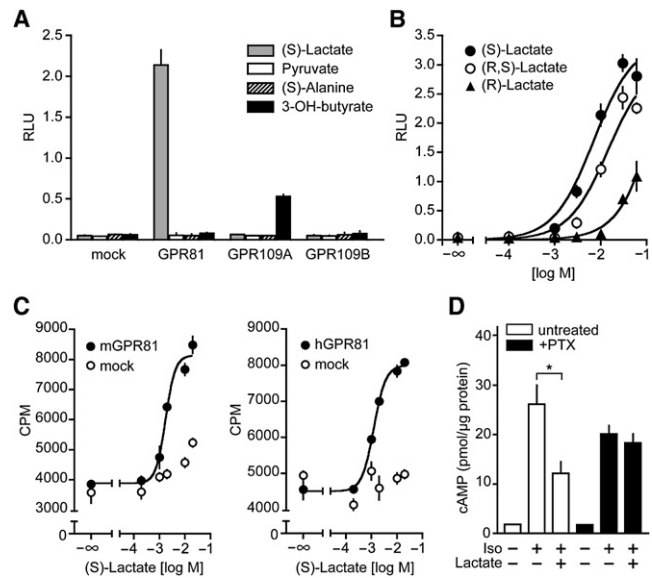 A
2.5
2.0
1.5
1.0
0.5
0.0
RLU
(S)-Lactate
Pyruvate
(S)-Alanine
3-OH-butyrate
mock GPR81 GPR109A GPR109B
B
3.5
3.0
2.5
2.0
1.5
1.0
0.5
0.0
RLU
(S)-Lactate
(R,S)-Lactate
(R)-Lactate
−∞ −4 −3 −2 −1
[log M]
C
9000
8000
7000
6000
5000
4000
3000
0
CPM
mGPR81
mock
−∞ −4 −3 −2 −1
9000
8000
7000
6000
5000
4000
0
CPM
hGPR81
mock
−∞ −4 −3 −2 −1
(S)-Lactate [log M]
(S)-Lactate [log M]
D
untreated
+PTX
40
30
20
10
0
cAMP (pmol/μg protein)
*
Iso − + + − + +
Lactate − − + − − +